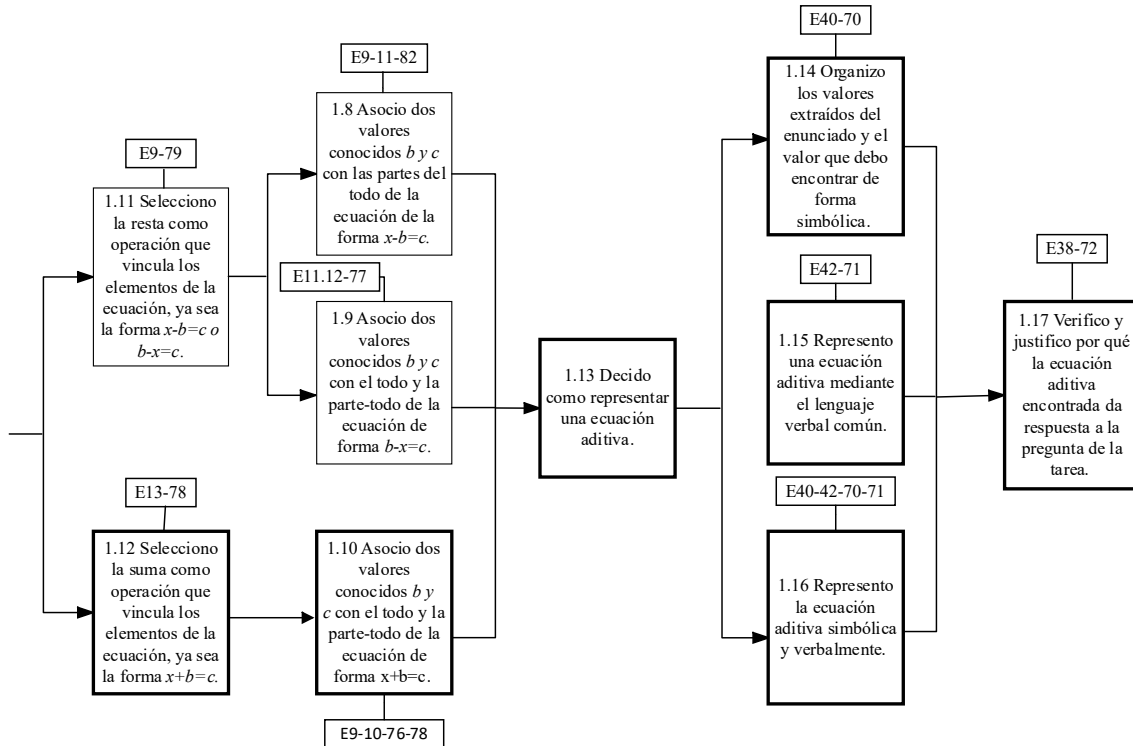 E9-79
1.11 Selecciono
la resta como
operación que
vincula los
elementos de la
ecuación, ya sea
la forma x-b=c o
b-x=c.
E13-78
1.12 Selecciono
la suma como
operación que
vincula los
elementos de la
ecuación, ya sea
la forma x+b=c.
E9-11-82
1.8 Asocio dos
valores
conocidos b y c
con las partes del
todo de la
ecuación de la
forma x-b=c.
E11.12-77
1.9 Asocio dos
valores
conocidos b y c
con el todo y la
parte-todo de la
ecuación de
forma b-x=c.
1.10 Asocio dos
valores
conocidos b y
c con el todo y la
parte-todo de la
ecuación de
forma x+b=c.
E9-10-76-78
1.13 Decido
como representar
una ecuación
aditiva.
E40-70
1.14 Organizo
los valores
extraídos del
enunciado y el
valor que debo
encontrar de
forma
simbólica.
E42-71
1.15 Represento
una ecuación
aditiva mediante
el lenguaje
verbal común.
E40-42-70-71
1.16 Represento
la ecuación
aditiva simbólica
y verbalmente.
E38-72
1.17 Verifico y
justifico por qué
la ecuación
aditiva
encontrada da
respuesta a la
pregunta de la
tarea.